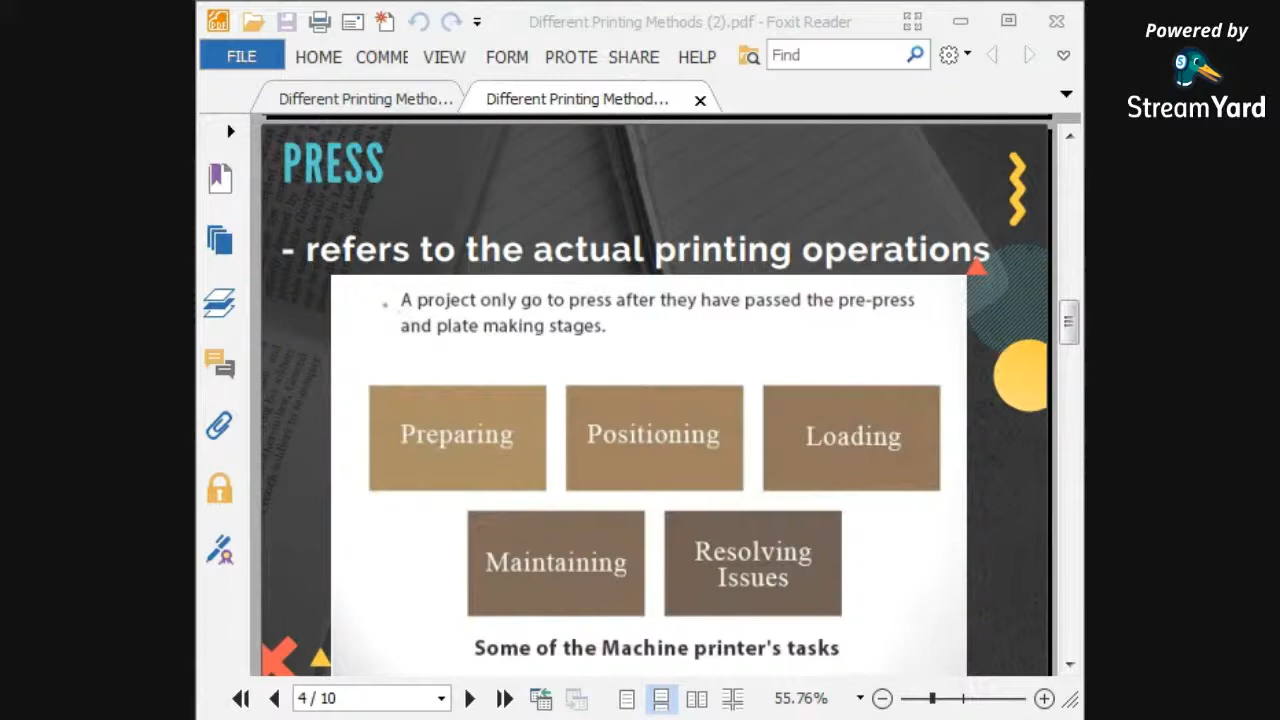 Different Printing Methods (2).pdf - Foxit Reader
Powered by
StreamYard
FILE HOME COMME VIEW FORM PROTE SHARE HELP Find
Different Printing Metho... Different Printing Method...
PRESS
- refers to the actual printing operations
A project only go to press after they have passed the pre-press
and plate making stages.
Preparing Positioning Loading
Maintaining Resolving
Issues
Some of the Machine printer's tasks
4 / 10 55.76%